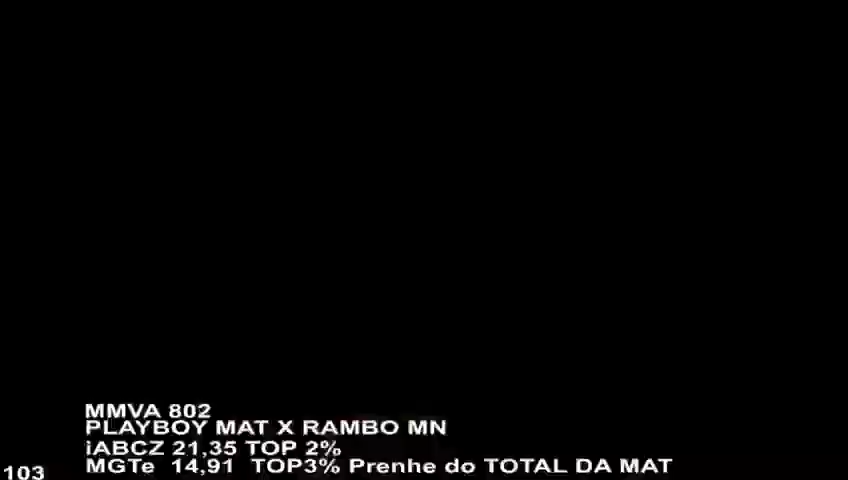 MMVA 802
PLAYBOY MAT X RAMBO MN
iABCZ 21,35 TOP 2%
MGTe 14,91 TOP3% Prenhe do TOTAL DA MAT
103